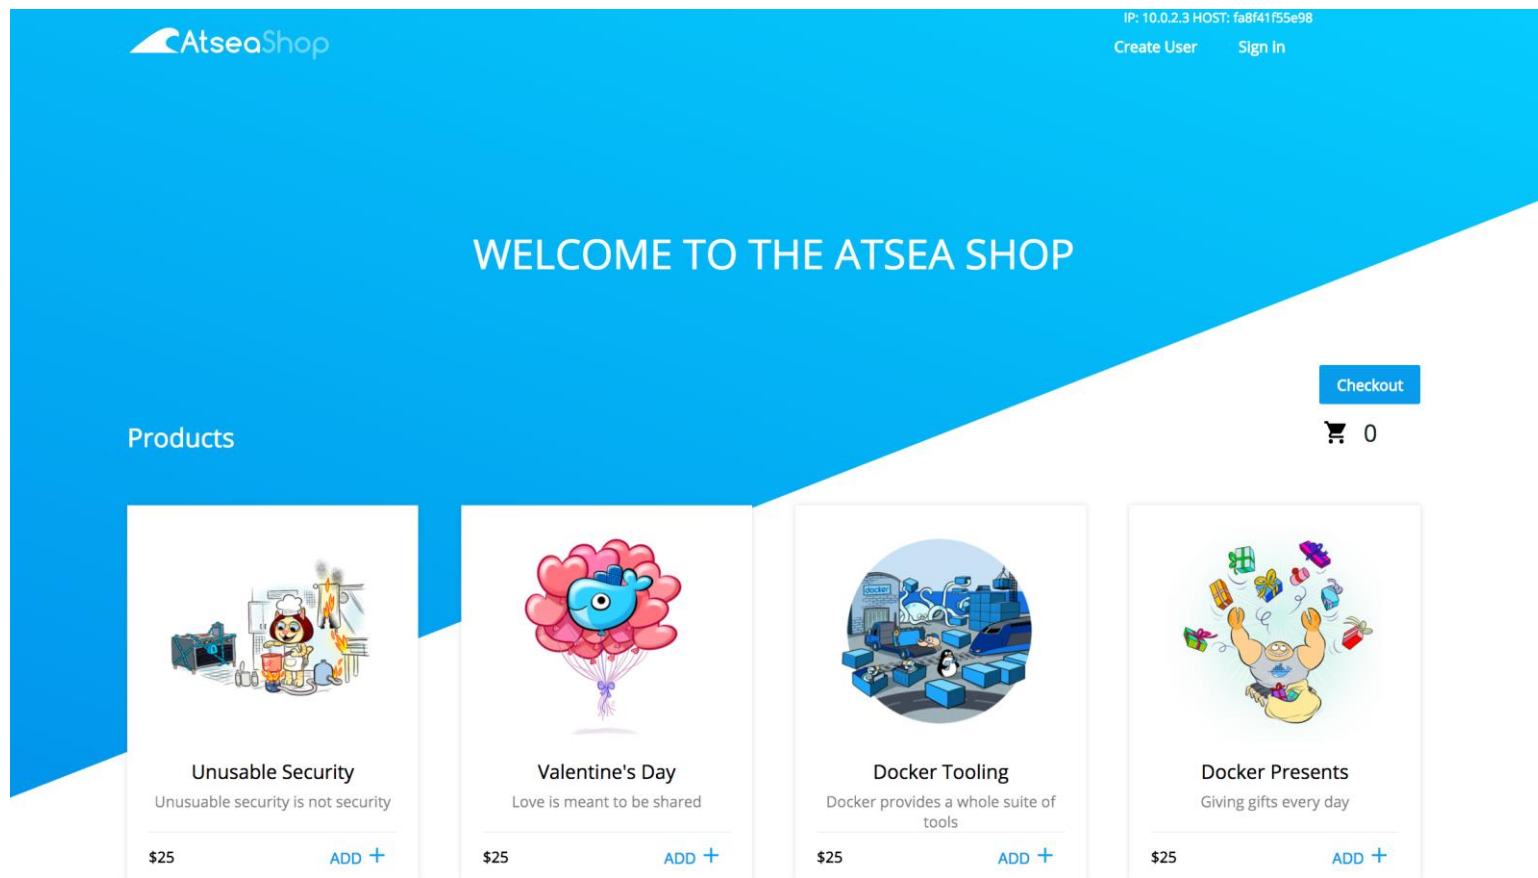 IP: 10.0.2.3 HOST: fa8f41f55e98
AtseaShop
Create User
Sign in
WELCOME TO THE ATSEA SHOP
Checkout
Products
0
docker
Unusable Security
Unusuable security is not security
$25
ADD +
Valentine's Day
Love is meant to be shared
$25
ADD +
Docker Tooling
Docker provides a whole suite of
tools
$25
ADD +
Docker Presents
Giving gifts every day
$25
ADD +